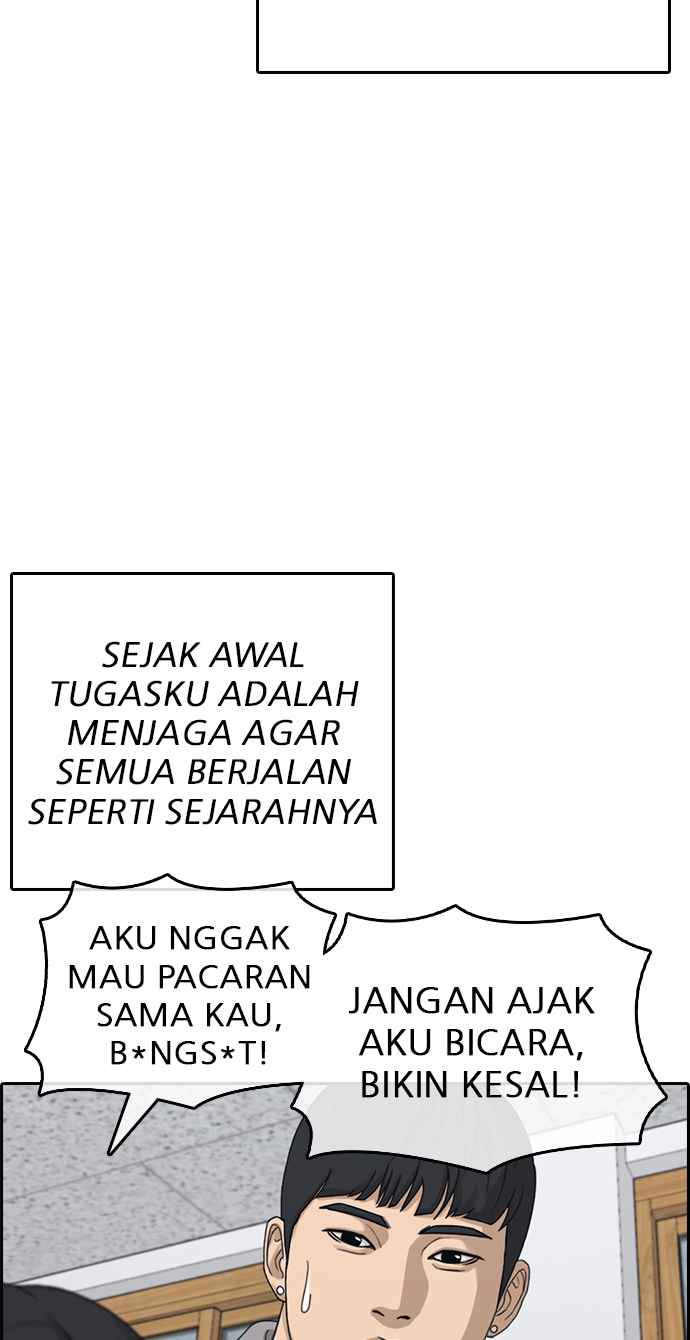 SEJAK AWAL
TUGASKU ADALAH
MENJAGA AGAR
SEMUA BERJALAN
SEPERTI SEJARAHNYA
AKU NGGAK
MAU PACARAN
SAMA KAU,
B*NGS*T!
JANGAN AJAK
AKU BICARA,
BIKIN KESAL!